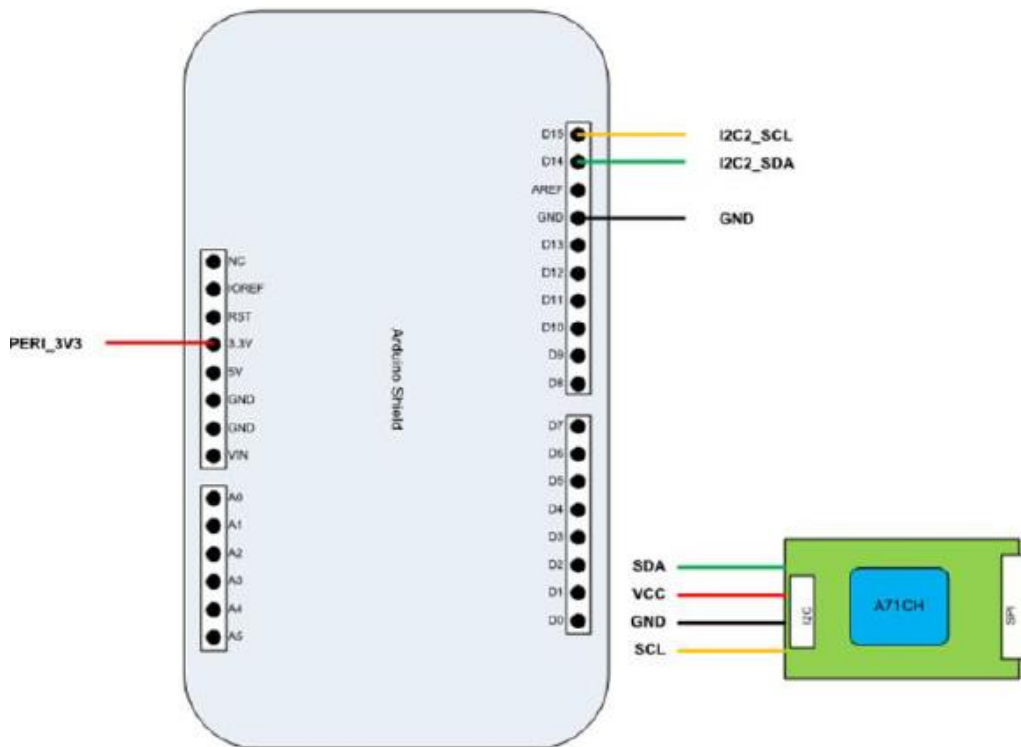 D15
I2C2_SCL
D14
I2C2_SDA
AREF
GND
GND
D13
D12
D11
D10
D9
D8
NC
IOREF
RST
PERI_3V3
3.3V
5V
GND
GND
VIN
Arduino Shield
D7
D6
D5
D4
D3
D2
D1
D0
A0
A1
A2
A3
A4
A5
SDA
VCC
GND
SCL
I2C
A71CH
SPI